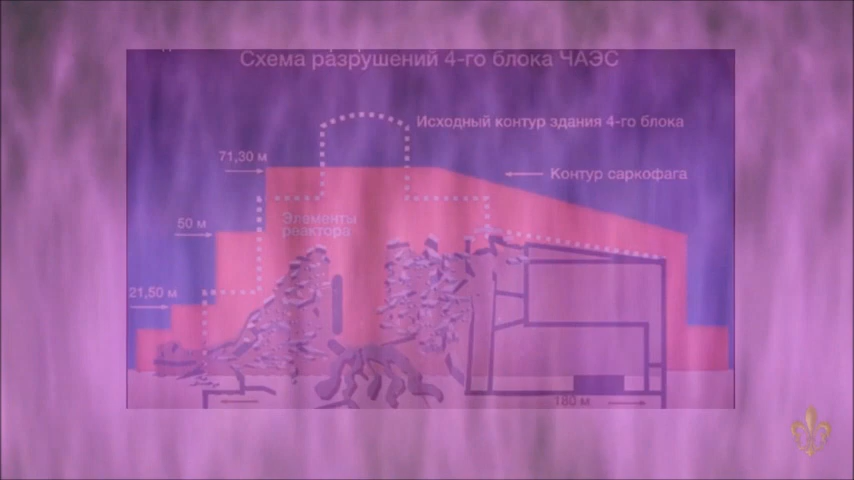 Схема разрушений 4-го блока ЧАЭС
Исходный контур здания 4-го блока
71,30 м
Контур саркофага
Элементы
реактора
50 м
21,50 м
180 м